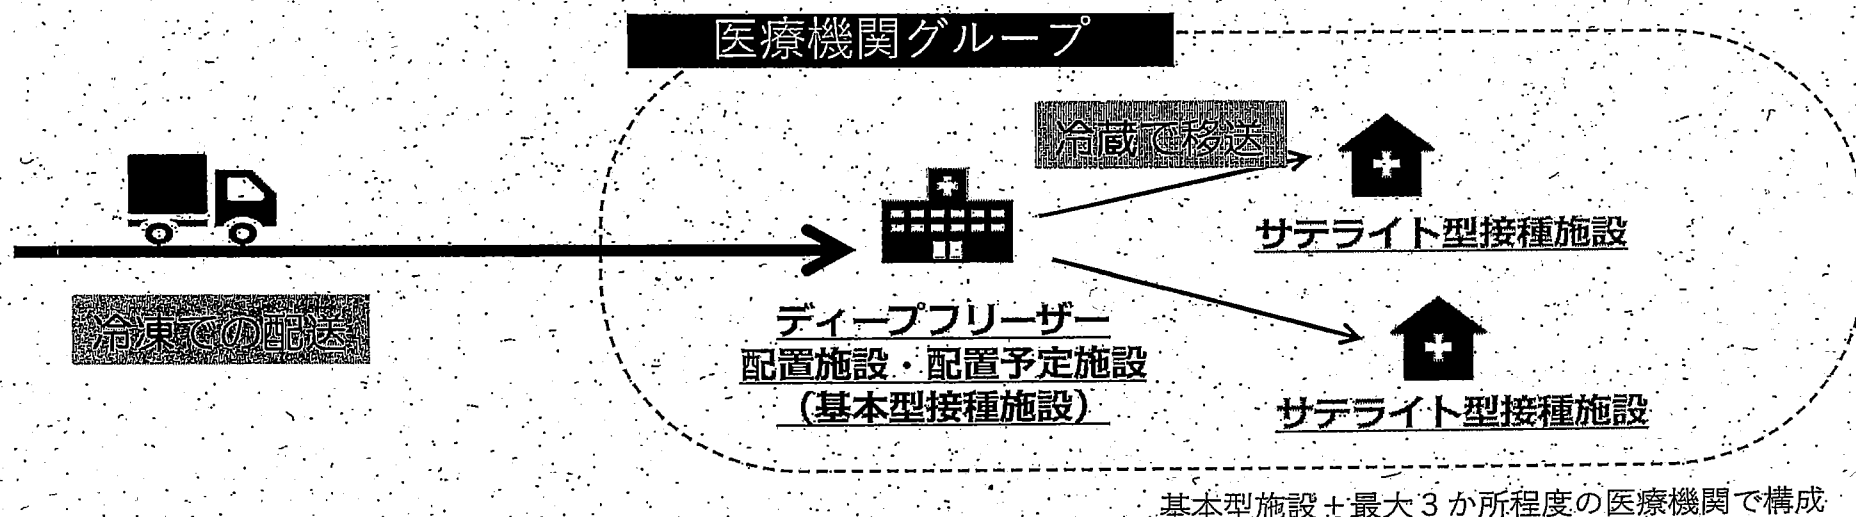 医療機関グループ
冷蔵で移送
サテライト型接種施設
冷凍での配送
ディープフリーザー
配置施設・配置予定施設
（基本型接種施設）
サテライト型接種施設
基本型施設＋最大３か所程度の医療機関で構成